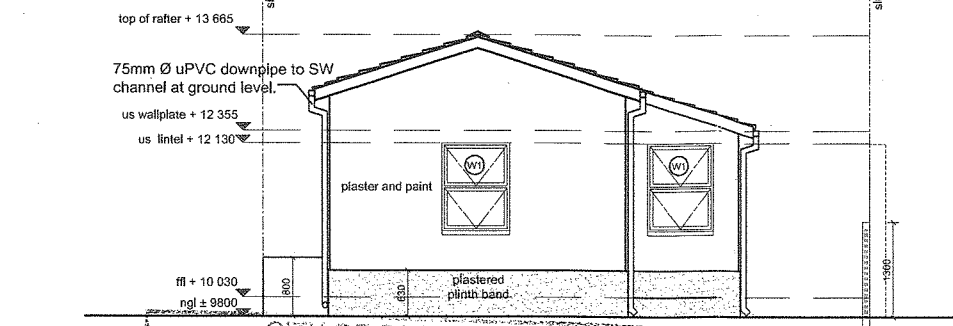 top of rafter + 13 665
75mm Ø uPVC downpipe to SW
channel at ground level.
us wallplate + 12 355
us lintel + 12 130
W1
W1
plaster and paint
ffl + 10 030
ngl ± 9800
800
630
plastered
plinth band
1300